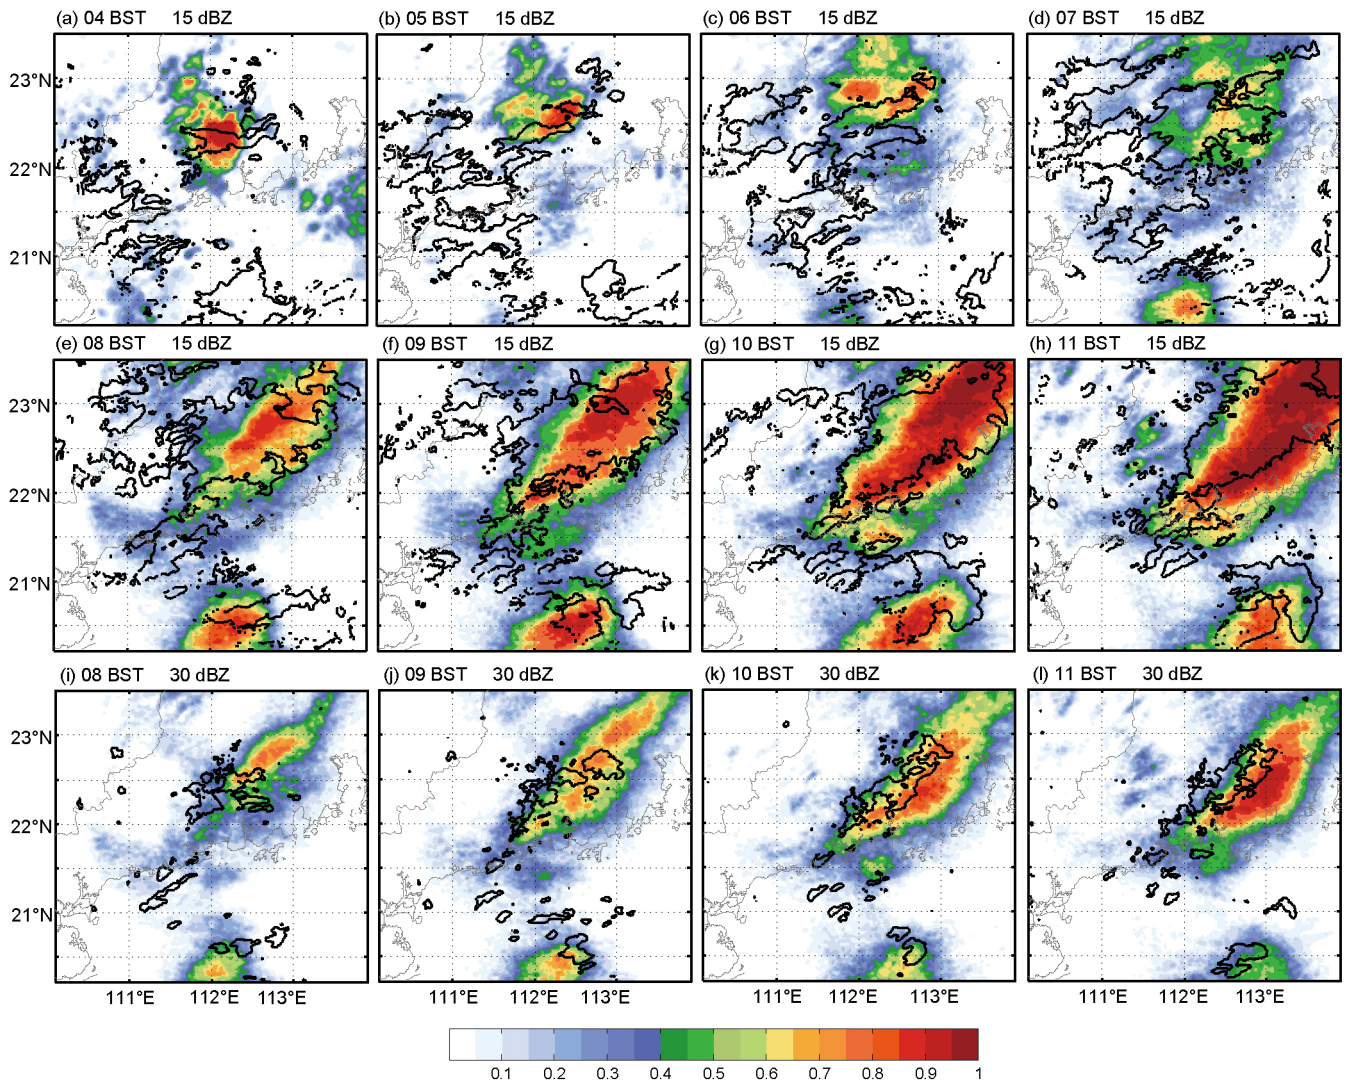 (a) 04 BST 15 dBZ
(b) 05 BST 15 dBZ
(c) 06 BST 15 dBZ
(d) 07 BST 15 dBZ
23°N
22°N
21°N
(e) 08 BST 15 dBZ
(f) 09 BST 15 dBZ
(g) 10 BST 15 dBZ
(h) 11 BST 15 dBZ
23°N
22°N
21°N
(i) 08 BST 30 dBZ
(j) 09 BST 30 dBZ
(k) 10 BST 30 dBZ
(l) 11 BST 30 dBZ
23°N
22°N
21°N
111°E 112°E 113°E
111°E 112°E 113°E
111°E 112°E 113°E
111°E 112°E 113°E
0.1 0.2 0.3 0.4 0.5 0.6 0.7 0.8 0.9 1